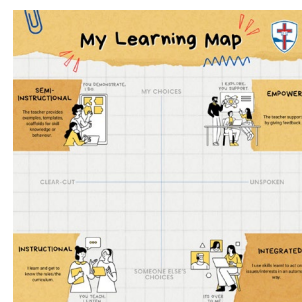 My Learning Map
SEMI-
INSTRUCTIONAL
The teacher provides
examples, templates,
scaffolds for skill
knowledge or
behaviour.
YOU DEMONSTRATE,
I DO
MY CHOICES
I EXPLORE,
YOU SUPPORT
EMPOWER
The teacher support
by giving feedback.
CLEAR-CUT
UNSPOKEN
INSTRUCTIONAL
I learn and get to
know the rules/the
curriculum.
YOU TEACH,
I LISTEN
SOMEONE ELSE'S
CHOICES
IT'S OVER
TO ME
INTEGRATED
I use skills learnt to act on
issues/interests in an
way.